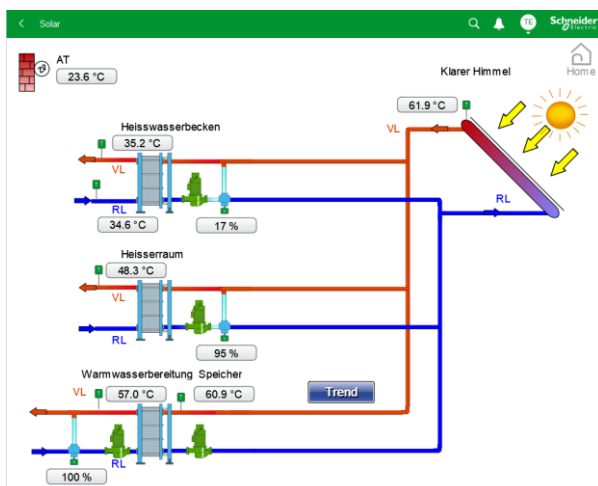 Solar
TE
Schneider
Electric
AT
23.6 °C
Klarer Himmel
Home
61.9 °C
VL
Heisswasserbecken
35.2 °C
VL
RL
RL
34.6 °C
17 %
Heisserraum
48.3 °C
VL
RL
95 %
Warmwasserbereitung Speicher
VL
57.0 °C
60.9 °C
Trend
RL
100 %